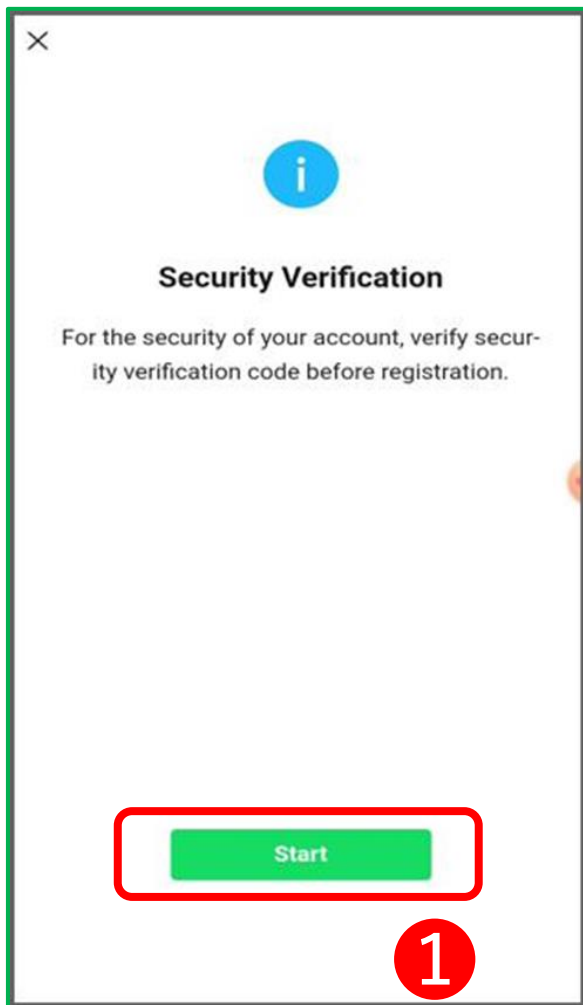 Security Verification
For the security of your account, verify secur-
ity verification code before registration.
Start
1